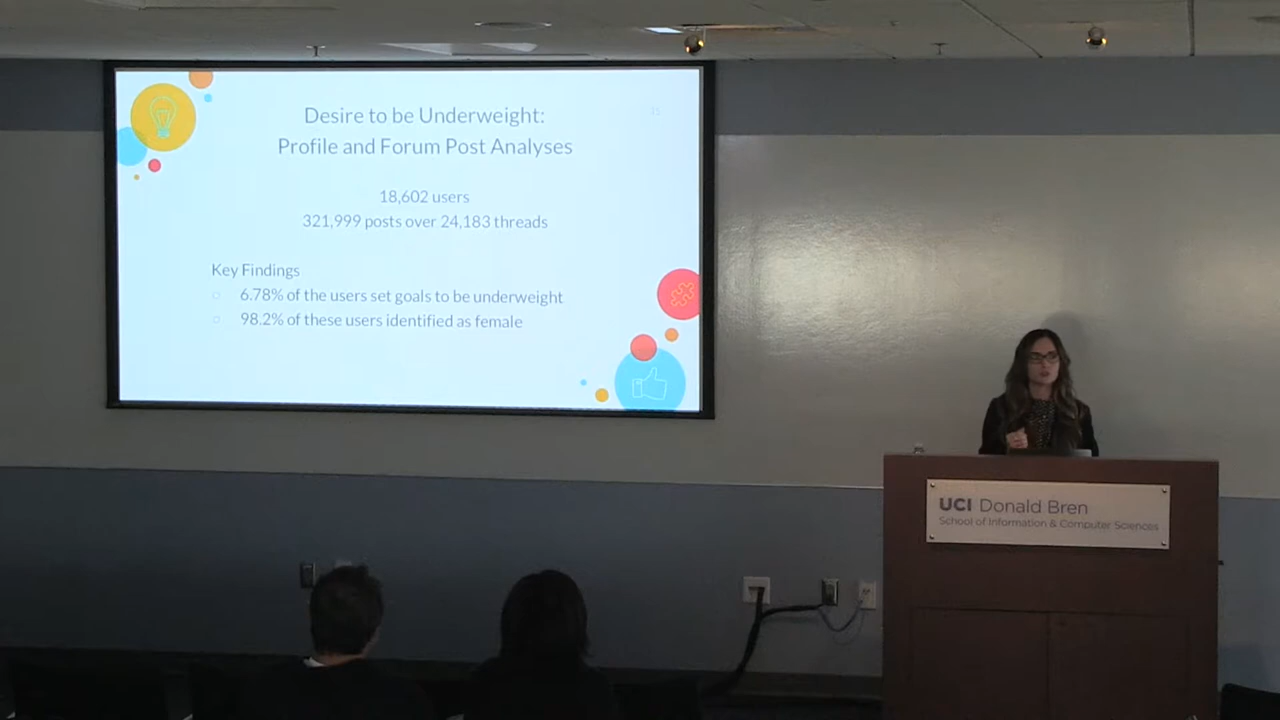 Desire to be Underweight:
Profile and Forum Post Analyses
15
18,602 users
321,999 posts over 24,183 threads
Key Findings
6.78% of the users set goals to be underweight
98.2% of these users identified as female
UCI Donald Bren
School of Information & Computer Sciences